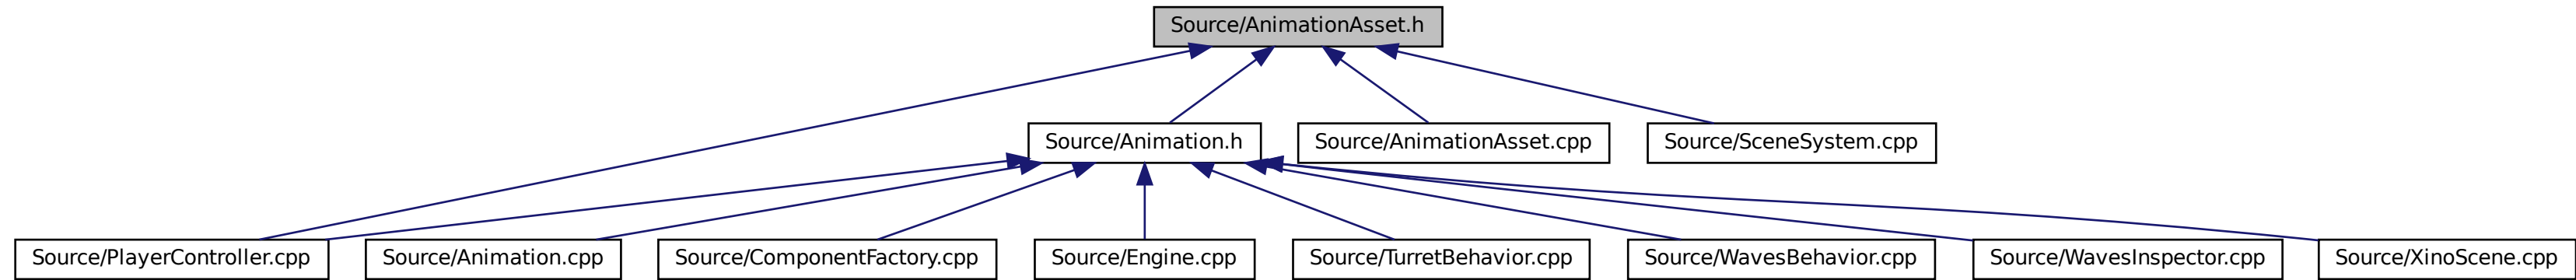 Source/AnimationAsset.h
Source/Animation.h
Source/AnimationAsset.cpp
Source/SceneSystem.cpp
Source/PlayerController.cpp
Source/Animation.cpp
Source/ComponentFactory.cpp
Source/Engine.cpp
Source/TurretBehavior.cpp
Source/WavesBehavior.cpp
Source/WavesInspector.cpp
Source/XinoScene.cpp